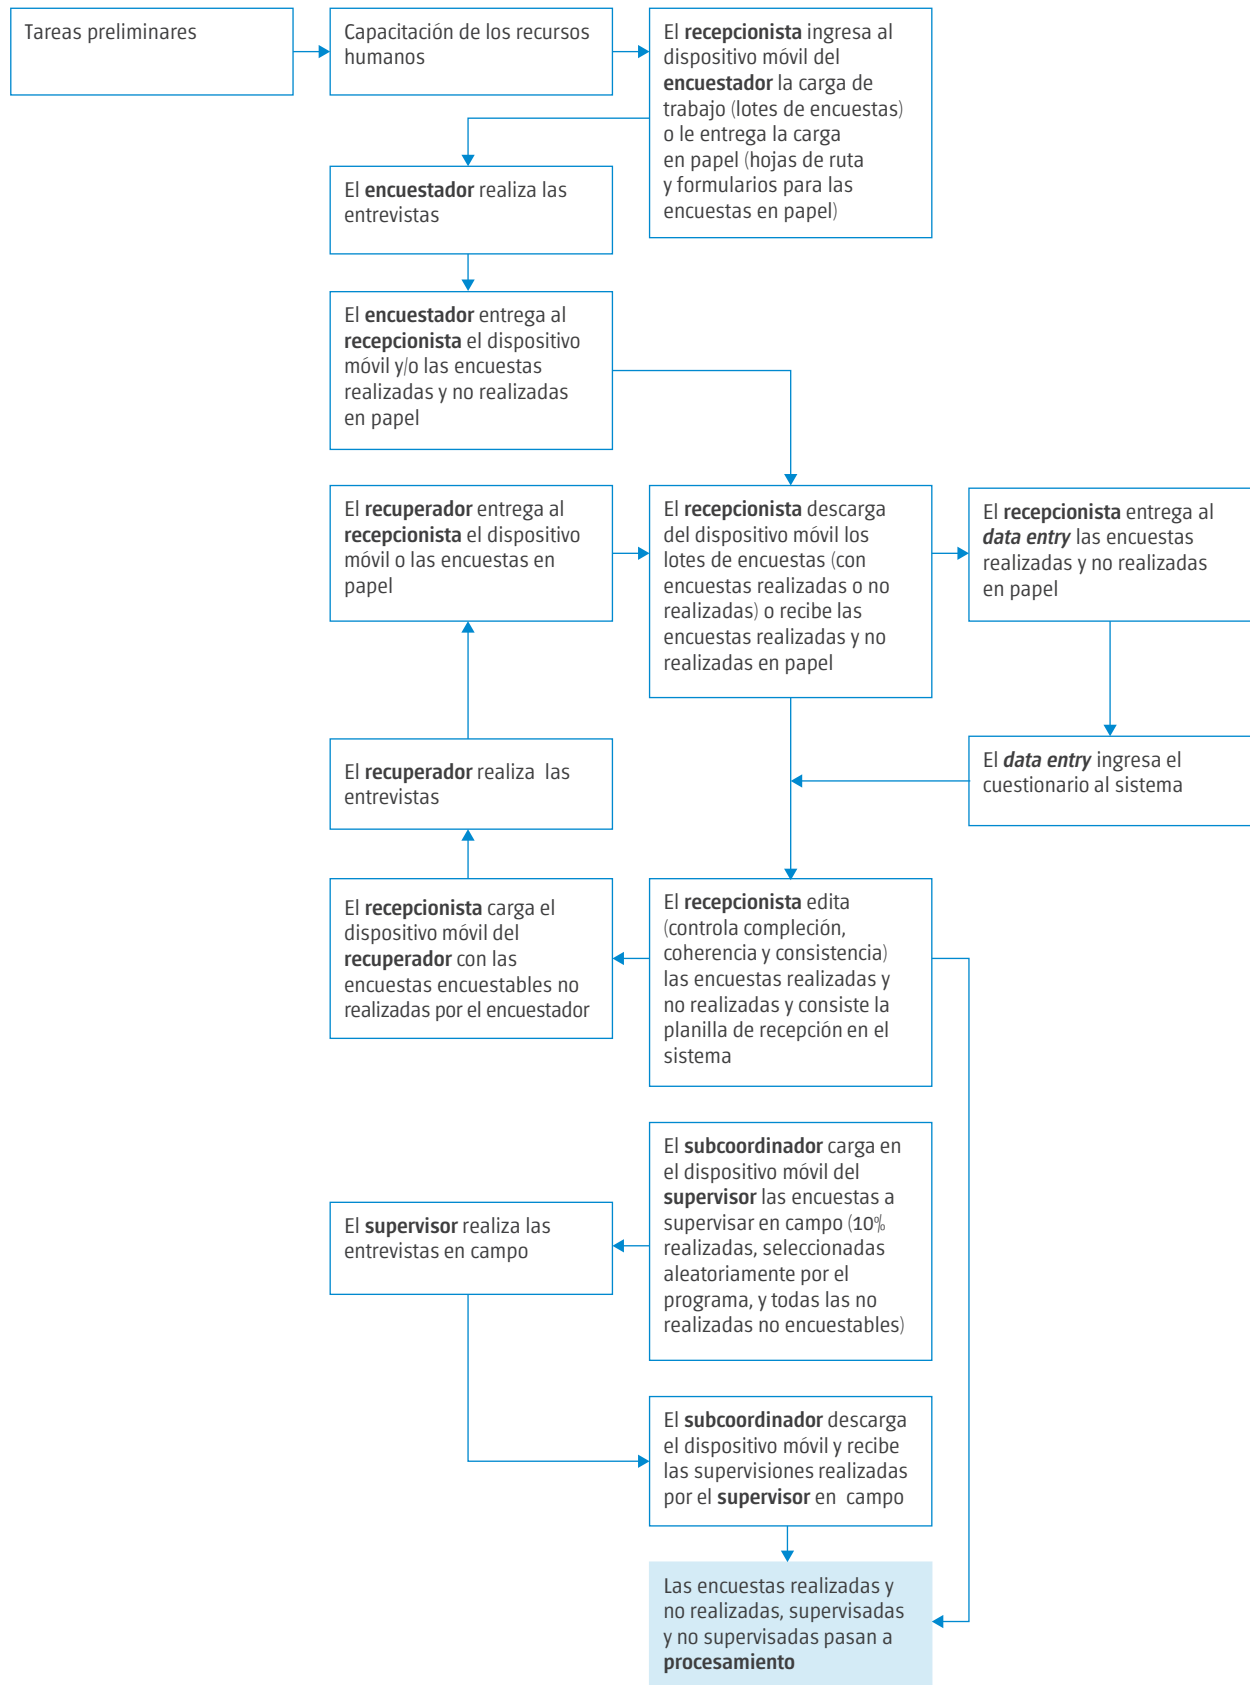 Tareas preliminares
Capacitación de los recursos
humanos
El recepcionista ingresa al
dispositivo móvil del
encuestador la carga de
trabajo (lotes de encuestas)
o le entrega la carga
en papel (hojas de ruta
y formularios para las
encuestas en papel)
El encuestador realiza las
entrevistas
El encuestador entrega al
recepcionista el dispositivo
móvil y/o las encuestas
realizadas y no realizadas
en papel
El recuperador entrega al
recepcionista el dispositivo
móvil o las encuestas en
papel
El recepcionista descarga
del dispositivo móvil los
lotes de encuestas (con
encuestas realizadas o no
realizadas) o recibe las
encuestas realizadas y no
realizadas en papel
El recepcionista entrega al
data entry las encuestas
realizadas y no realizadas
en papel
El recuperador realiza las
entrevistas
El data entry ingresa el
cuestionario al sistema
El recepcionista carga el
dispositivo móvil del
recuperador con las
encuestas encuestables no
realizadas por el encuestador
El recepcionista edita
(controla compleción,
coherencia y consistencia)
las encuestas realizadas y
no realizadas y consiste la
planilla de recepción en el
sistema
El subcoordinador carga en
el dispositivo móvil del
supervisor las encuestas a
supervisar en campo (10%
realizadas, seleccionadas
aleatoriamente por el
programa, y todas las no
realizadas no encuestables)
El supervisor realiza las
entrevistas en campo
El subcoordinador descarga
el dispositivo móvil y recibe
las supervisiones realizadas
por el supervisor en campo
Las encuestas realizadas y
no realizadas, supervisadas
y no supervisadas pasan a
procesamiento